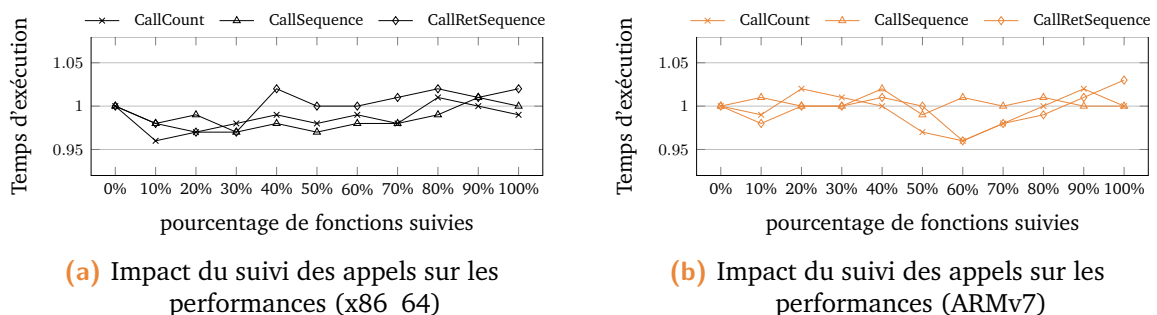 CallCount CallSequence CallRetSequence
1.05
1
0.95
Temps d'exécution
0% 10% 20% 30% 40% 50% 60% 70% 80% 90% 100%
pourcentage de fonctions suivies
(a) Impact du suivi des appels sur les
performances (x86_64)
CallCount CallSequence CallRetSequence
1.05
1
0.95
Temps d'exécution
0% 10% 20% 30% 40% 50% 60% 70% 80% 90% 100%
pourcentage de fonctions suivies
(b) Impact du suivi des appels sur les
performances (ARMv7)